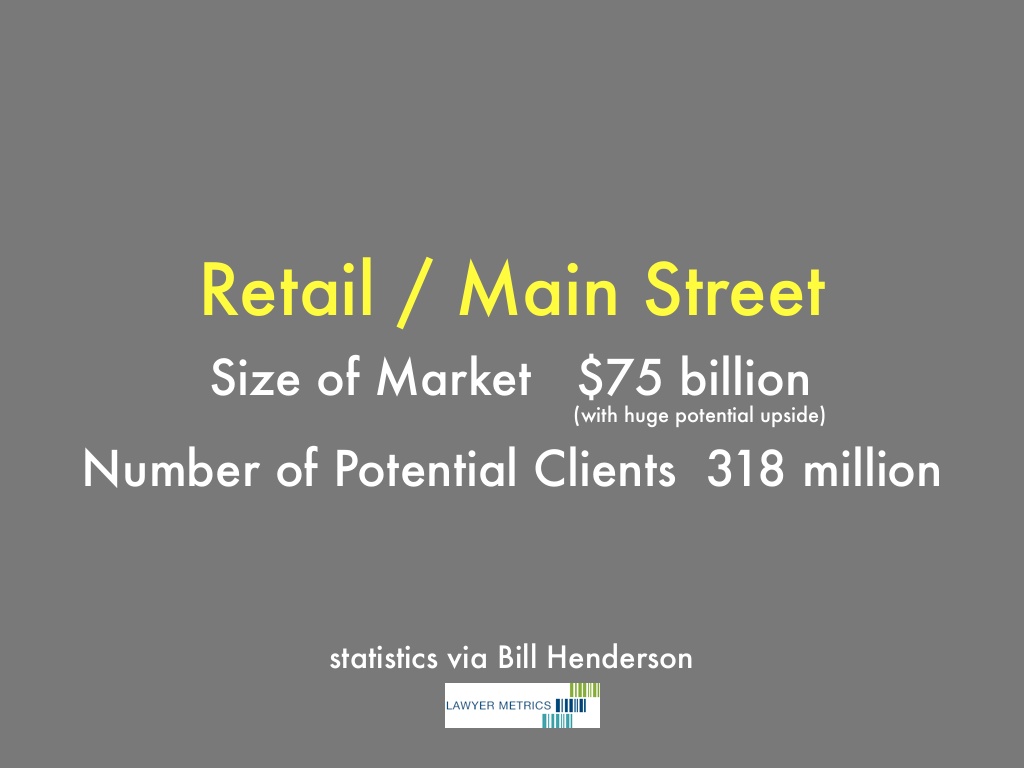 Retail / Main Street
Size of Market $75 billion
(with huge potential upside)
Number of Potential Clients 318 million
statistics via Bill Henderson
LAWYER METRICS